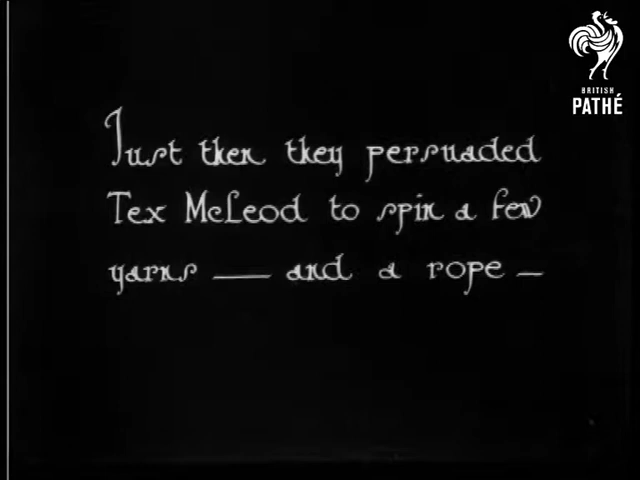 BRITISH
PATHÉ
Just then they persuaded
Tex McLeod to spin a few
yarns — and a rope –